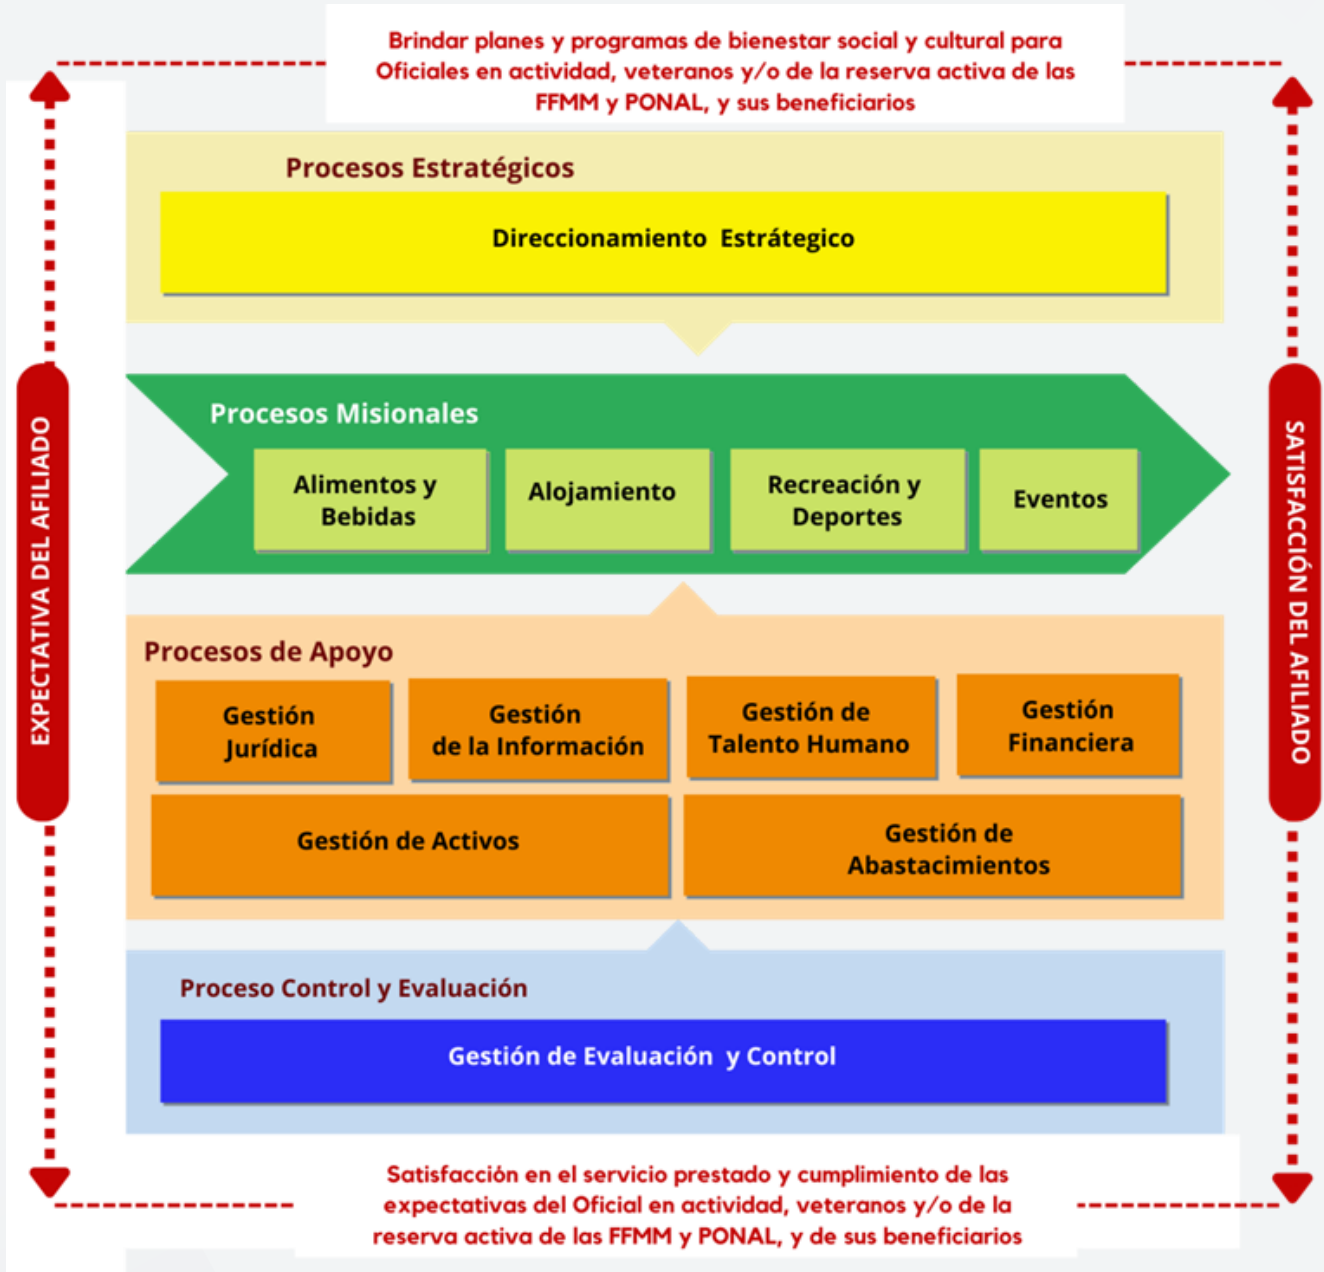 Brindar planes y programas de bienestar social y cultural para
Oficiales en actividad, veteranos y/o de la reserva activa de las
FFMM y PONAL, y sus beneficiarios
Procesos Estratégicos
Direccionamiento Estrátegico
EXPECTATIVA DEL AFILIADO
SATISFACCIÓN DEL AFILIADO
Procesos Misionales
Alimentos y
Bebidas
Alojamiento
Recreación y
Deportes
Eventos
Procesos de Apoyo
Gestión
Jurídica
Gestión
de la Información
Gestión de
Talento Humano
Gestión
Financiera
Gestión de Activos
Gestión de
Abastacimientos
Proceso Control y Evaluación
Gestión de Evaluación y Control
Satisfacción en el servicio prestado y cumplimiento de las
expectativas del Oficial en actividad, veteranos y/o de la
reserva activa de las FFMM y PONAL, y de sus beneficiarios